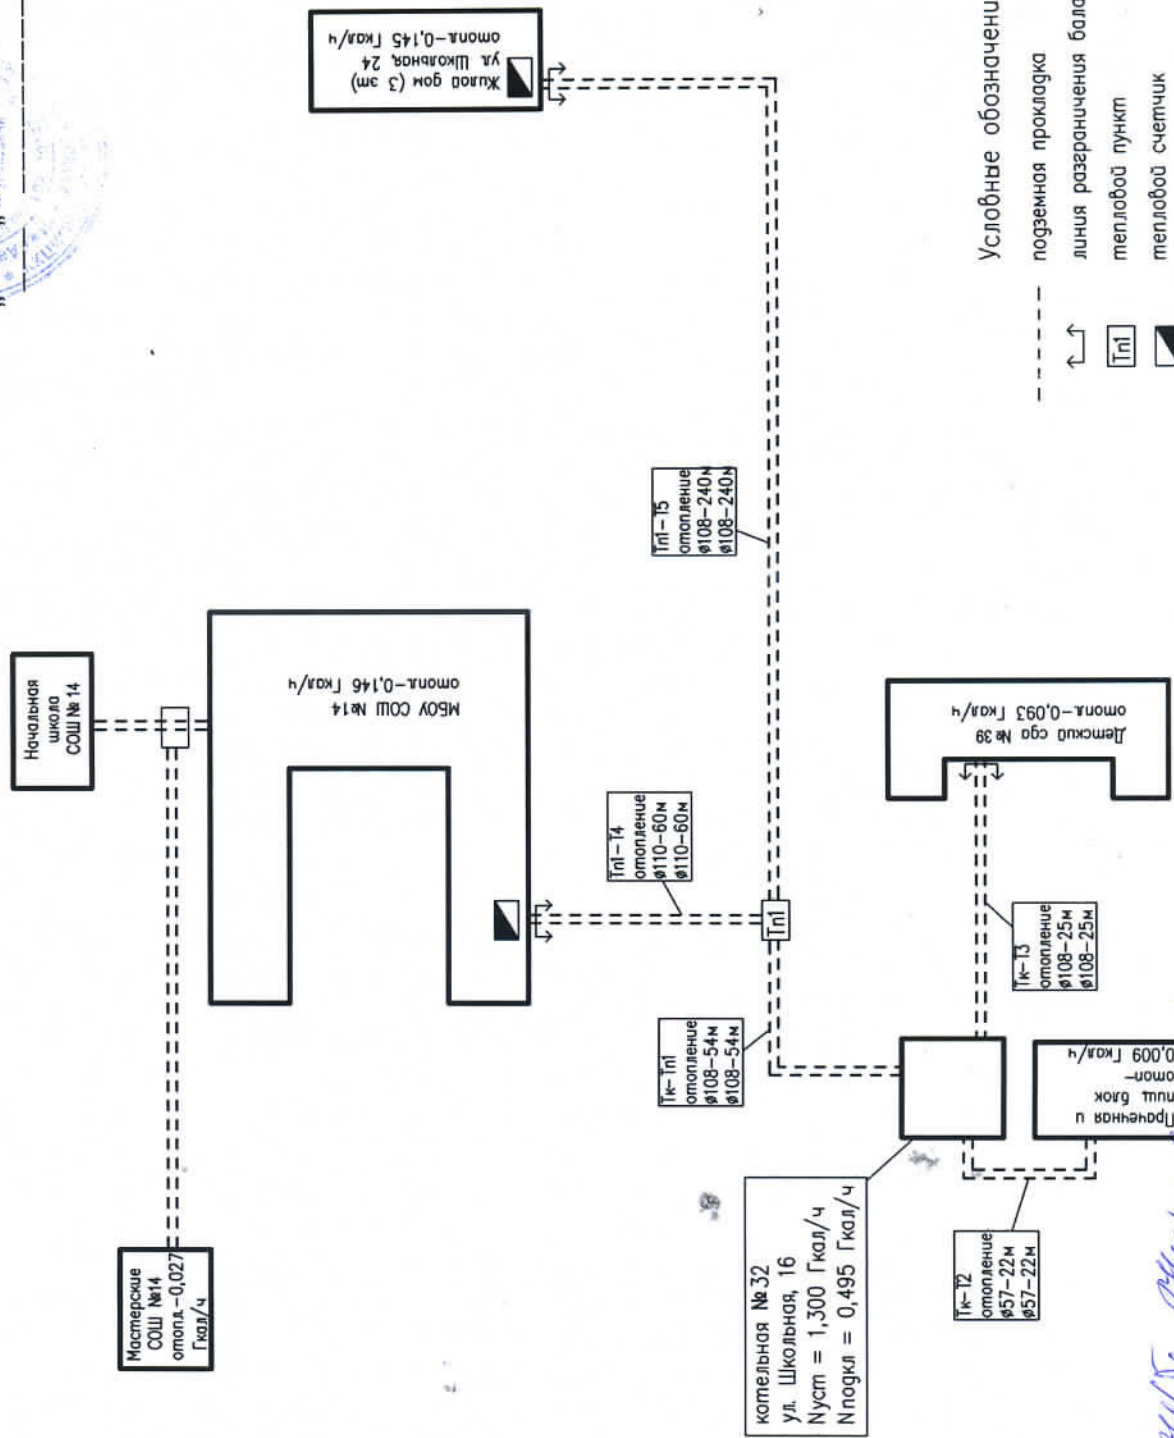 Жилой дом (3 эт)
ул. Школьная, 24
отопл.-0,145 Гкал/ч
Начальная
школа
СОШ № 14
МБОУ СОШ №14
отопл.-0,146 Гкал/ч
Мастерские
СОШ №14
отопл.-0,027
Гкал/ч
Тп1-Т5
отопление
ø108-240м
ø108-240м
Тп1-Т4
отопление
ø110-60м
ø110-60м
Тп1
Тк-Тп1
отопление
ø108-54м
ø108-54м
Детский сда № 39
отопл.-0,093 Гкал/ч
Тк-Т3
отопление
ø108-25м
ø108-25м
Прачечная и
пищ. блок
отоп-
0,009 Гкал/ч
котельная №32
ул. Школьная, 16
Nуст = 1,300 Гкал/ч
Nподкл = 0,495 Гкал/ч
Тк-Т2
отопление
ø57-22м
ø57-22м
Условные обозначени
подземная прокладка
линия разграничения бала
Тп1
тепловой пункт
тепловой счетчик